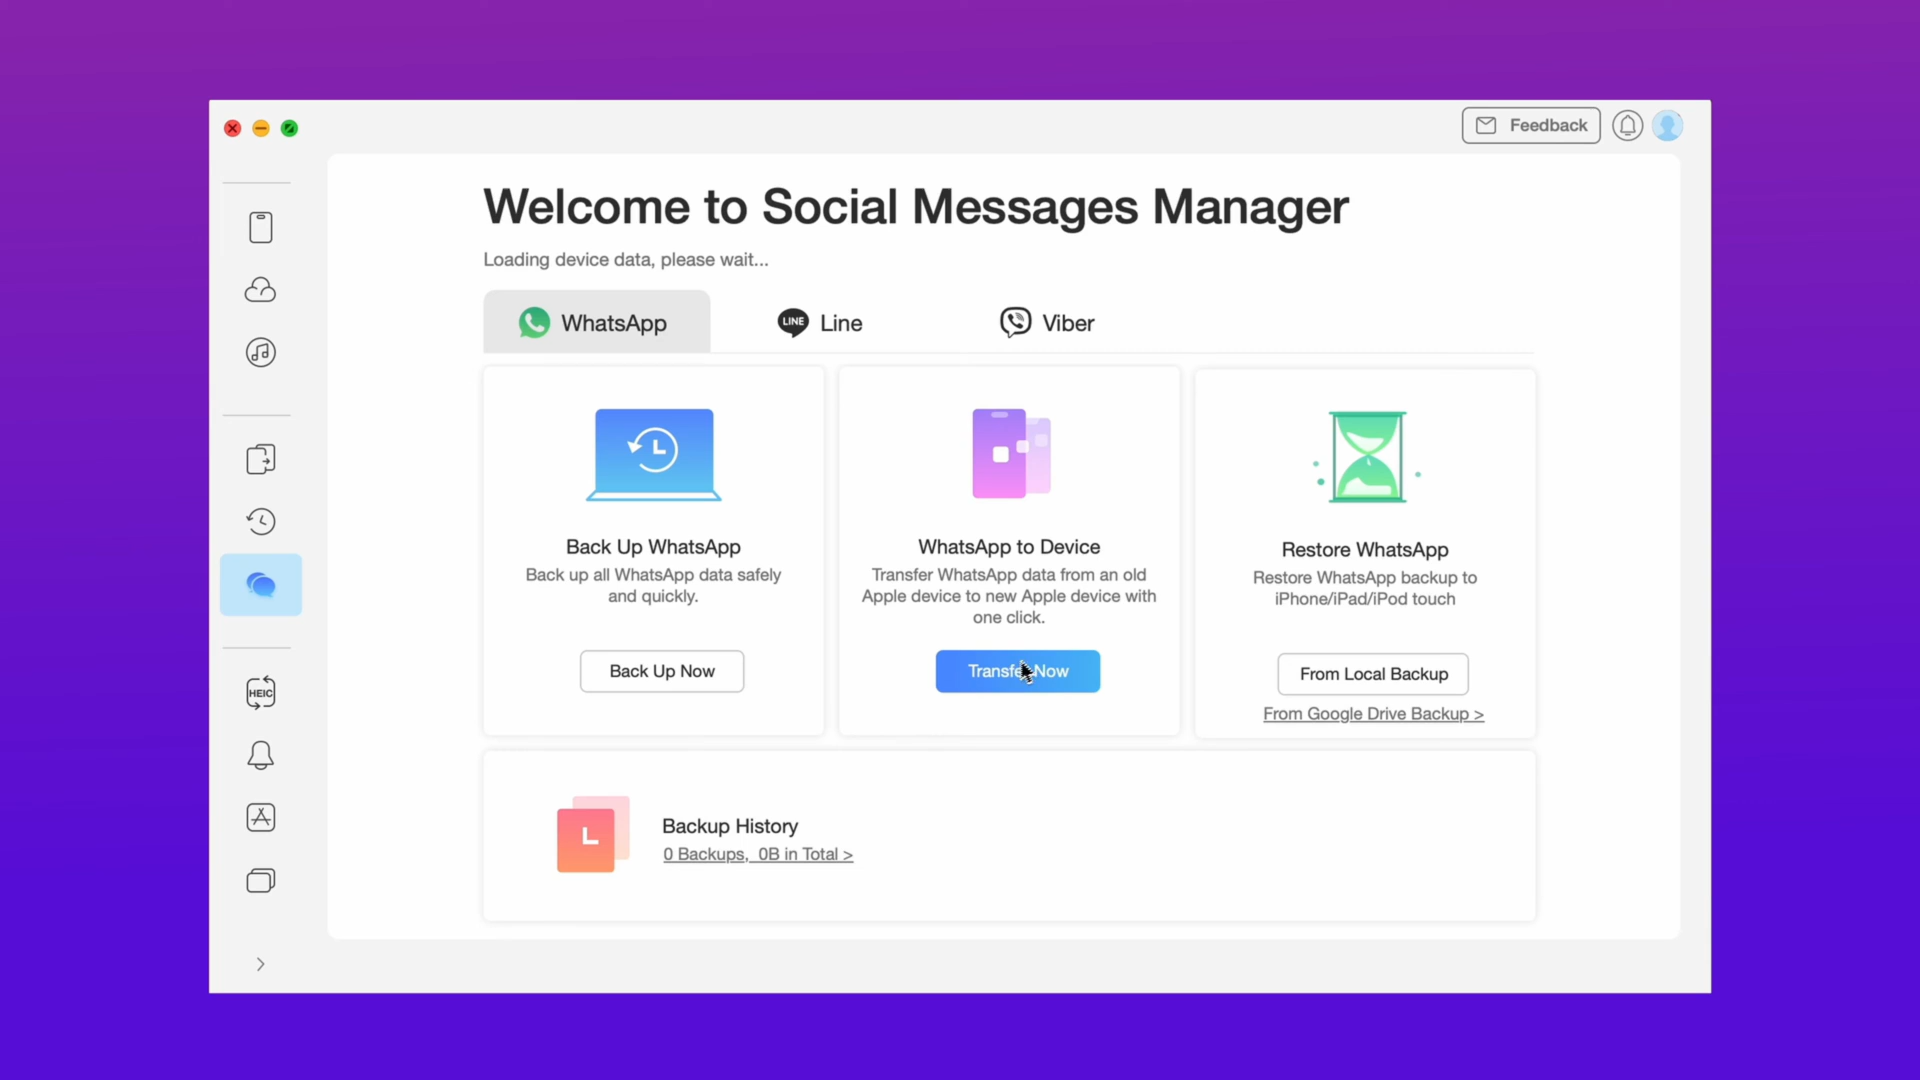 Feedback
Welcome to Social Messages Manager
Loading device data, please wait...
WhatsApp
LINE
Line
Viber
Back Up WhatsApp
Back up all WhatsApp data safely
and quickly.
Back Up Now
WhatsApp to Device
Transfer WhatsApp data from an old
Apple device to new Apple device with
one click.
Transfer Now
Restore WhatsApp
Restore WhatsApp backup to
iPhone/iPad/iPod touch
From Local Backup
From Google Drive Backup >
HEIC
Backup History
0 Backups, 0B in Total >